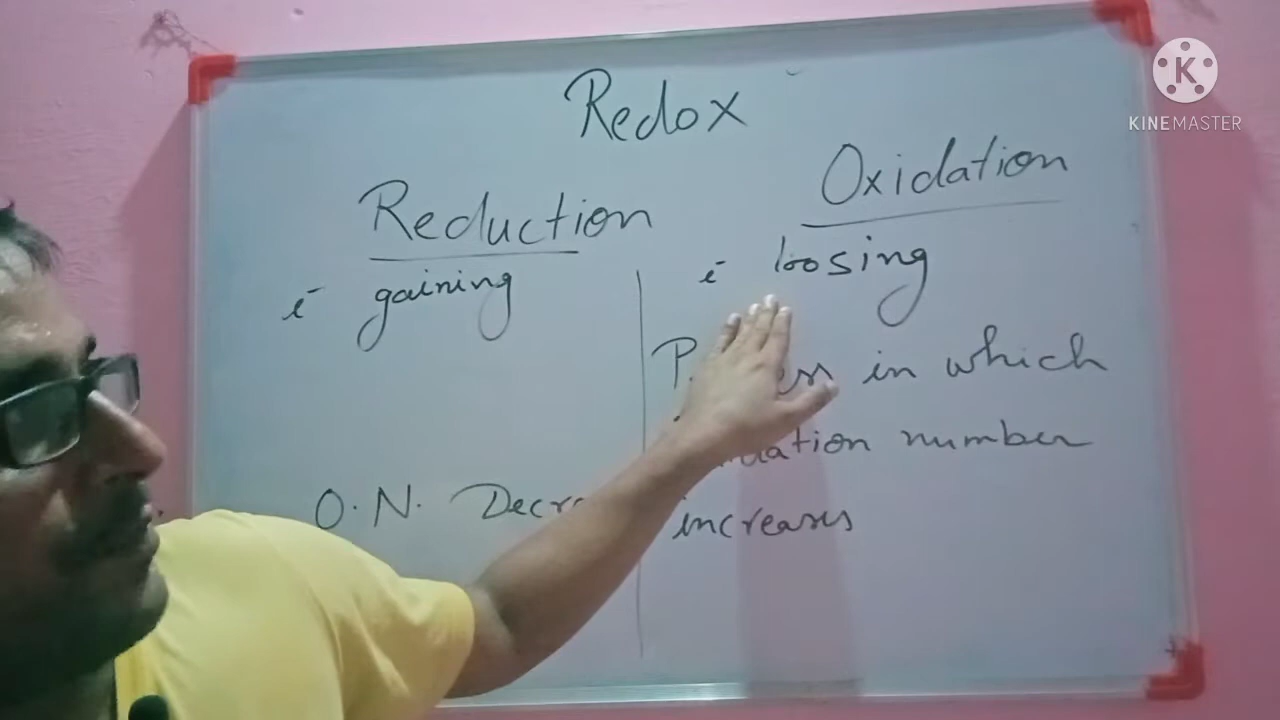 Redox
Reduction
e⁻ gaining
O.N.
Oxidation
e⁻ loosing
in which
number
increases
KINEMASTER